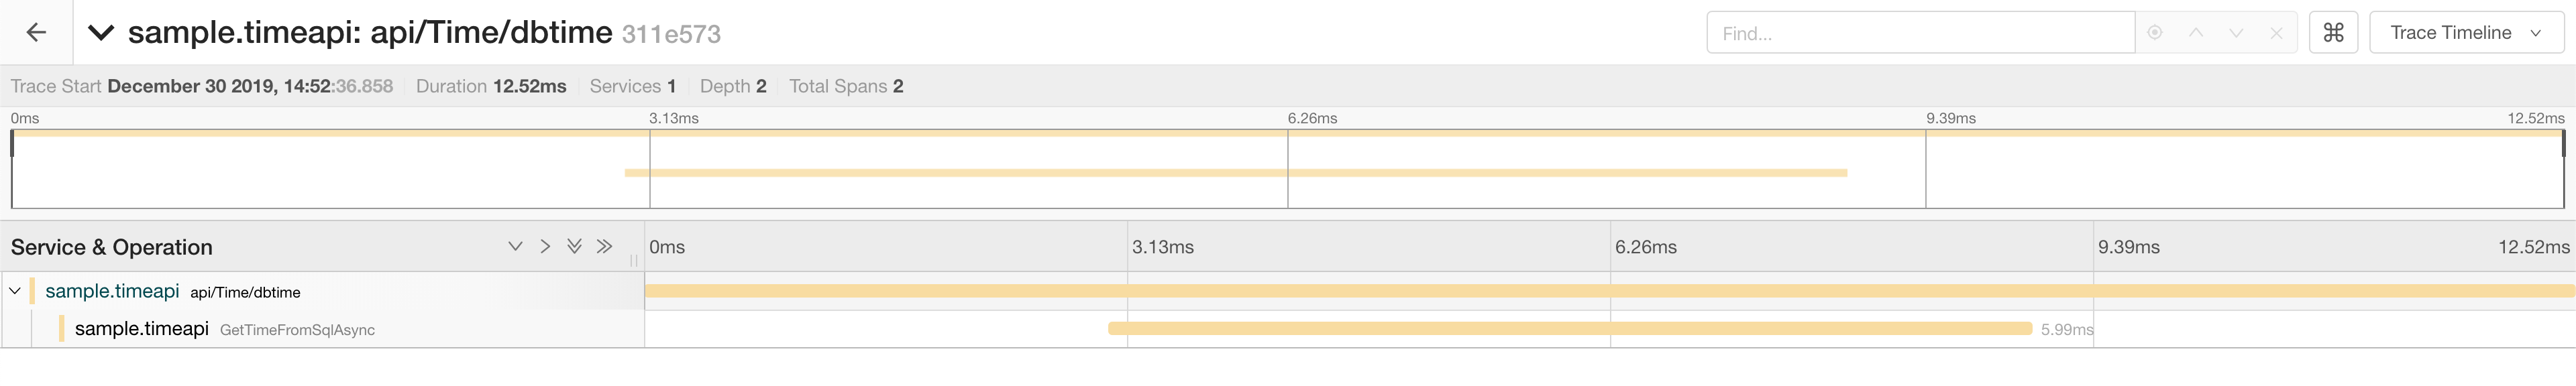 sample.timeapi: api/Time/dbtime 311e573 Find... Trace Timeline
Trace Start December 30 2019, 14:52:36.858 Duration 12.52ms Services 1 Depth 2 Total Spans 2
0ms 3.13ms 6.26ms 9.39ms 12.52ms
Service & Operation 0ms 3.13ms 6.26ms 9.39ms 12.52ms
sample.timeapi api/Time/dbtime
sample.timeapi GetTimeFromSqlAsync 5.99ms